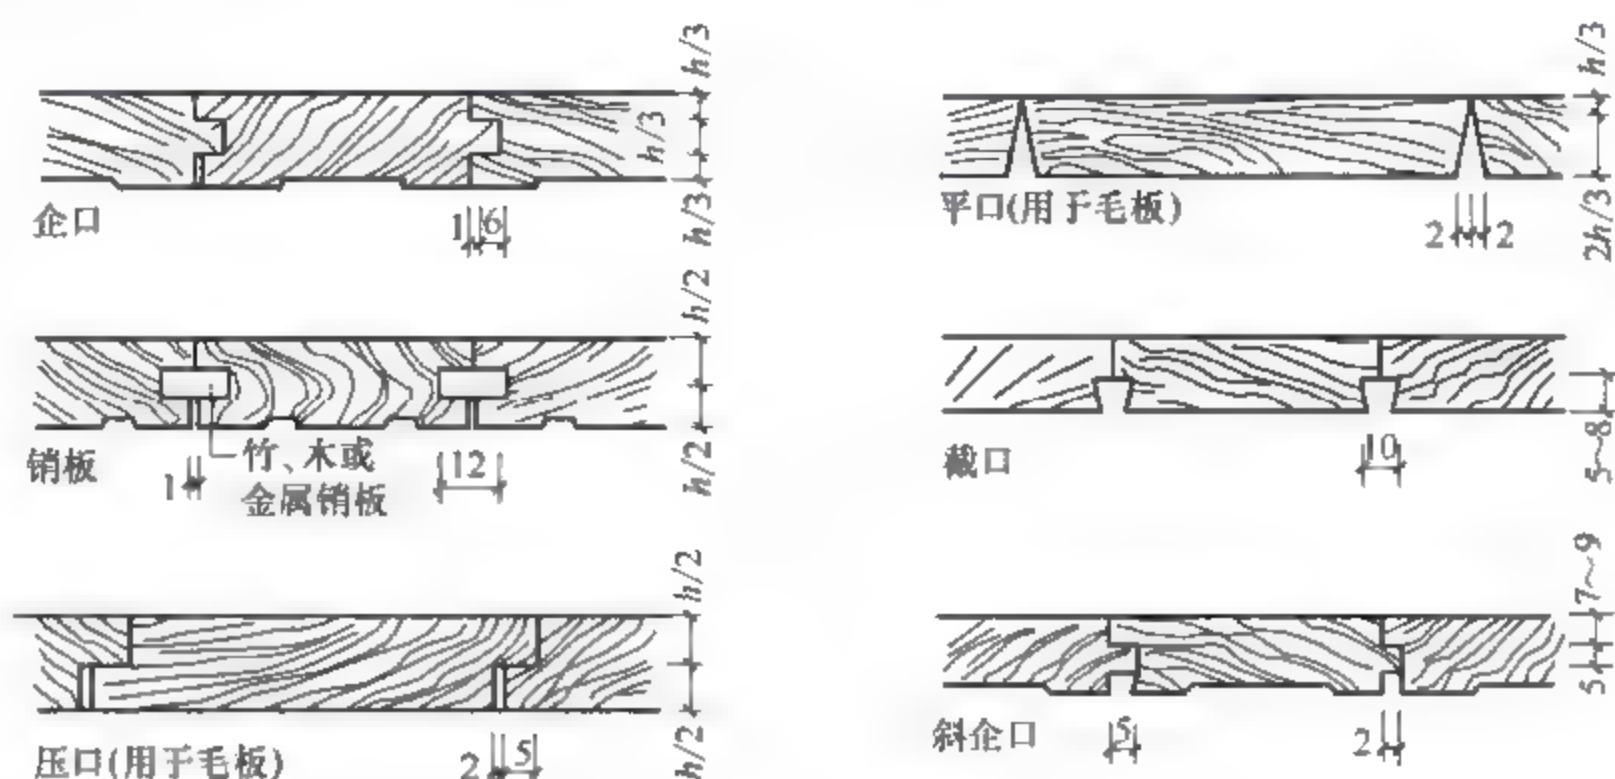 h/3
h/3
h/3
企口
1 6
h/3
2h/3
平口(用于毛板)
2 2
h/2
h/2
销板
1
竹、木或
金属销板
12
截口
10
5~8
h/2
h/2
压口(用于毛板)
2 5
7~9
5
斜企口
5
2